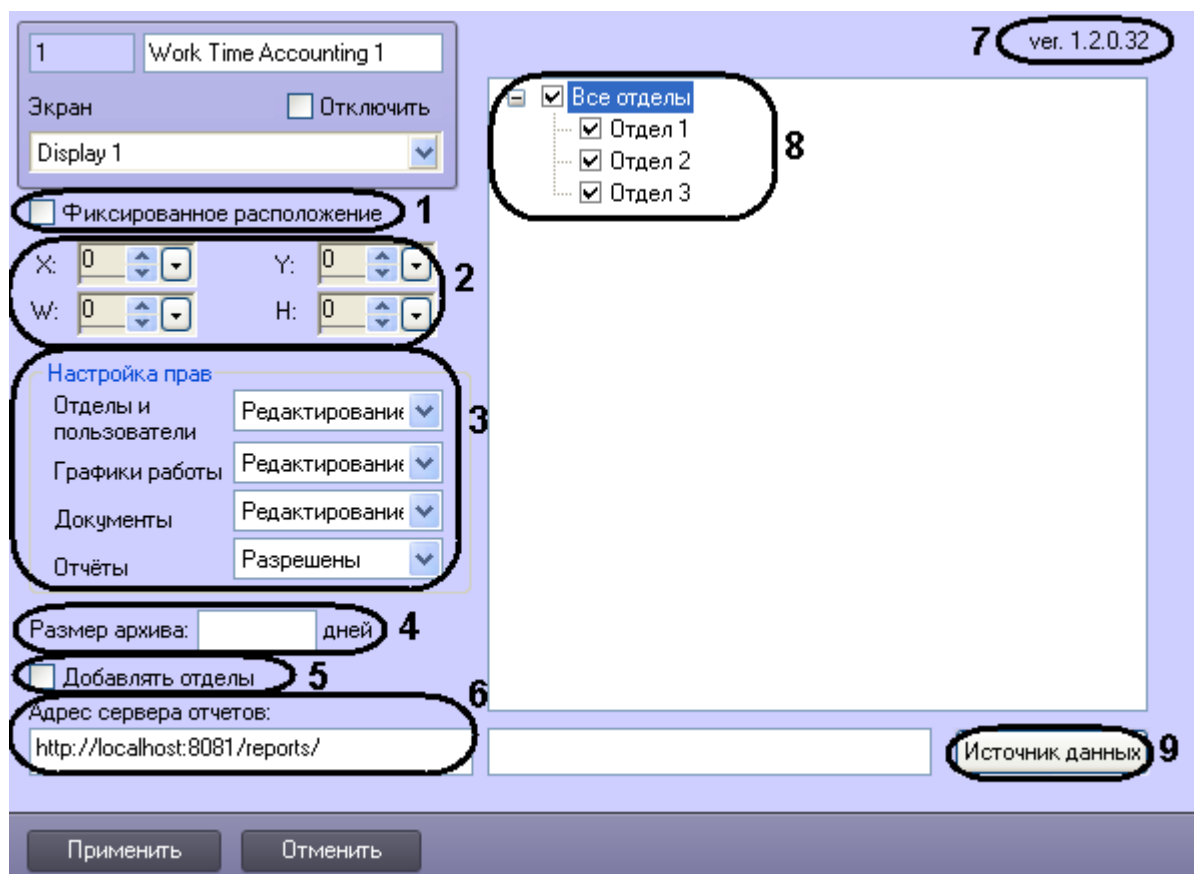 1
Work Time Accounting 1
Экран
Отключить
Display 1
Фиксированное расположение
1
X: 0
Y: 0
W: 0
H: 0
2
Настройка прав
Отделы и
пользователи
Редактирование
Графики работы
Редактирование
Документы
Редактирование
Отчёты
Разрешены
3
Размер архива:
дней
4
Добавлять отделы
5
Адрес сервера отчетов:
http://localhost:8081/reports/
6
7
ver. 1.2.0.32
Все отделы
Отдел 1
Отдел 2
Отдел 3
8
Источник данных
9
Применить
Отменить